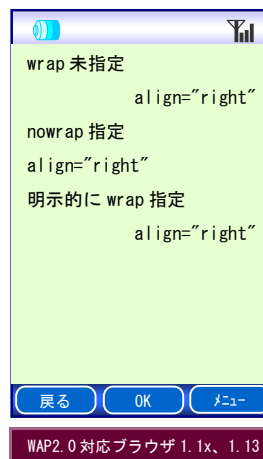 wrap 未指定
align="right"
nowrap 指定
align="right"
明示的に wrap 指定
align="right"
戻る OK ﾒﾆｭｰ
WAP2.0 対応ブラウザ 1.1x、1.13